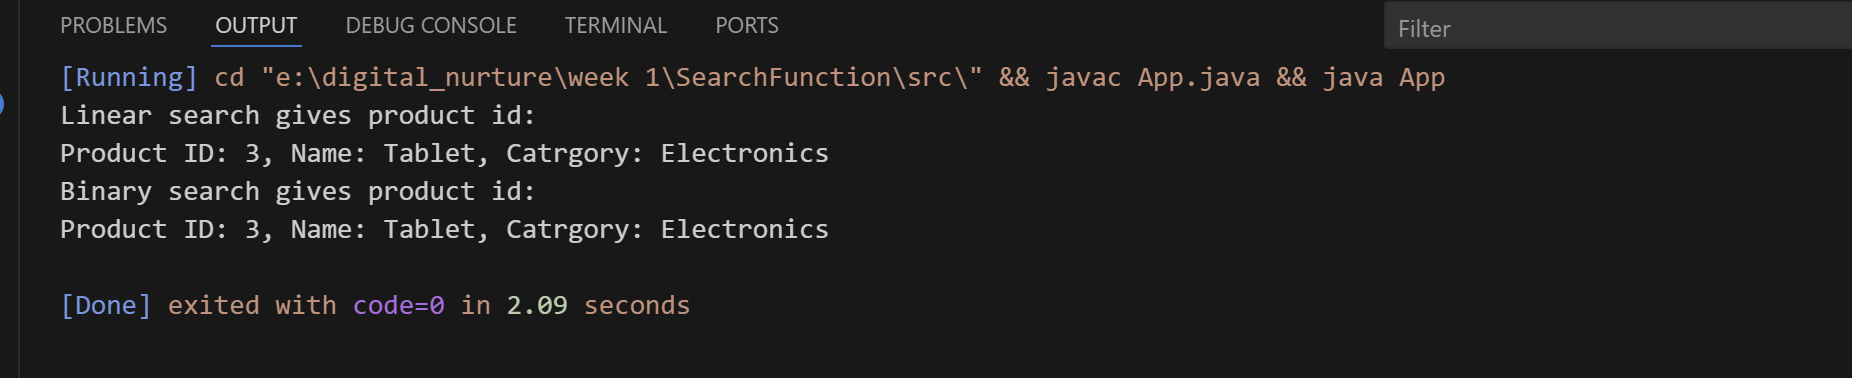 PROBLEMS OUTPUT DEBUG CONSOLE TERMINAL PORTS Filter
[Running] cd "e:\digital_nurture\week 1\SearchFunction\src\" && javac App.java && java App
Linear search gives product id:
Product ID: 3, Name: Tablet, Catrgory: Electronics
Binary search gives product id:
Product ID: 3, Name: Tablet, Catrgory: Electronics
[Done] exited with code=0 in 2.09 seconds